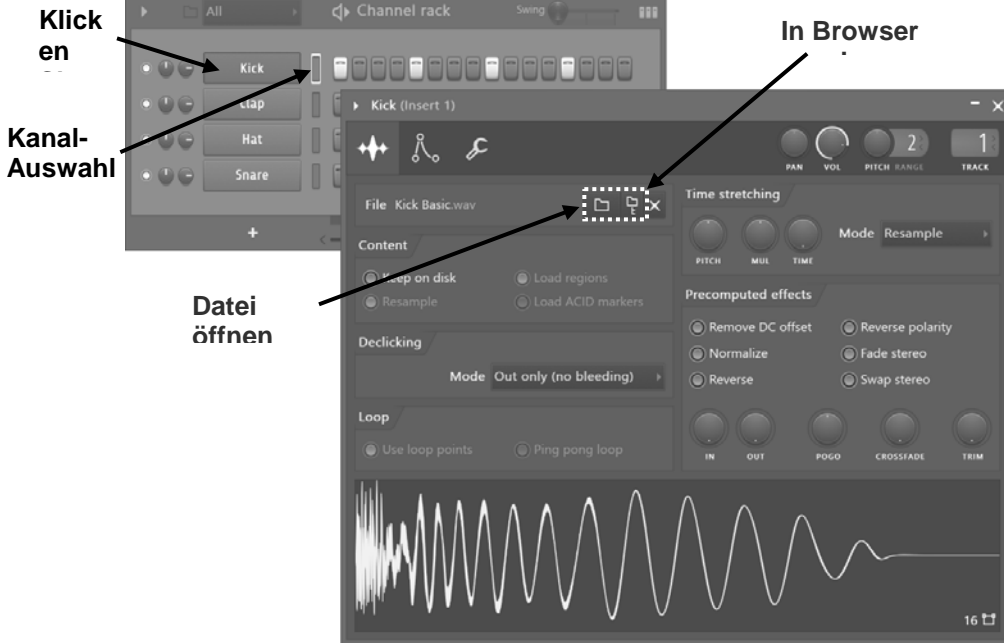 Klick
en
Kanal-
Auswahl
Datei
öffnen
In Browser
All
Channel rack
Swing
Kick
Clap
Hat
Snare
+
Kick (Insert 1)
PAN VOL PITCH RANGE 2 1 TRACK
File Kick Basic.wav
Content
Keep on disk Load regions
Resample Load ACID markers
Declicking
Mode Out only (no bleeding)
Loop
Use loop points Ping pong loop
Time stretching
PITCH MUL TIME
Mode Resample
Precomputed effects
Remove DC offset Reverse polarity
Normalize Fade stereo
Reverse Swap stereo
IN OUT POGO CROSSFADE TRIM
16